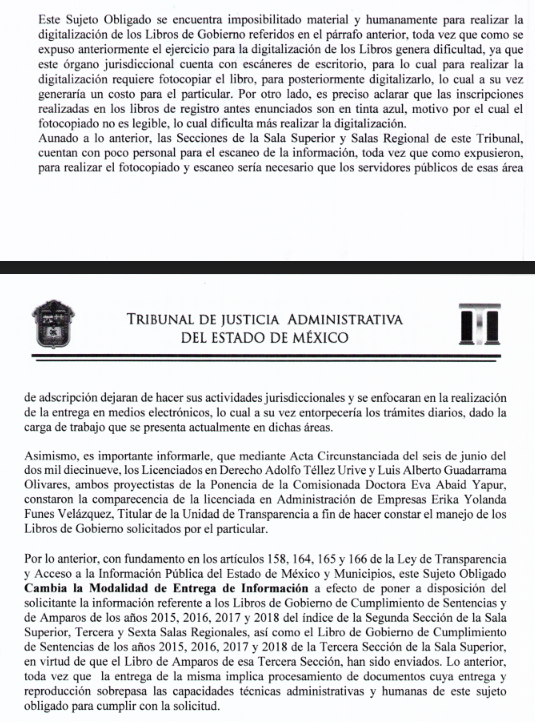 Este Sujeto Obligado se encuentra imposibilitado material y humanamente para realizar la
digitalización de los Libros de Gobierno referidos en el párrafo anterior, toda vez que como se
expuso anteriormente el ejercicio para la digitalización de los Libros genera dificultad, ya que
este órgano jurisdiccional cuenta con escáneres de escritorio, para lo cual para realizar la
digitalización requiere fotocopiar el libro, para posteriormente digitalizarlo, lo cual a su vez
generaría un costo para el particular. Por otro lado, es preciso aclarar que las inscripciones
realizadas en los libros de registro antes enunciados son en tinta azul, motivo por el cual el
fotocopiado no es legible, lo cual dificulta más realizar la digitalización.
Aunado a lo anterior, las Secciones de la Sala Superior y Salas Regional de este Tribunal,
cuentan con poco personal para el escaneo de la información, toda vez que como expusieron,
para realizar el fotocopiado y escaneo sería necesario que los servidores públicos de esas área
TRIBUNAL DE JUSTICIA ADMINISTRATIVA
DEL ESTADO DE MÉXICO
de adscripción dejaran de hacer sus actividades jurisdiccionales y se enfocaran en la realización
de la entrega en medios electrónicos, lo cual a su vez entorpecería los trámites diarios, dado la
carga de trabajo que se presenta actualmente en dichas áreas.
Asimismo, es importante informarle, que mediante Acta Circunstanciada del seis de junio del
dos mil diecinueve, los Licenciados en Derecho Adolfo Téllez Urive y Luis Alberto Guadarrama
Olivares, ambos proyectistas de la Ponencia de la Comisionada Doctora Eva Abaid Yapur,
constaron la comparecencia de la licenciada en Administración de Empresas Erika Yolanda
Funes Velázquez, Titular de la Unidad de Transparencia a fin de hacer constar el manejo de los
Libros de Gobierno solicitados por el particular.
Por lo anterior, con fundamento en los artículos 158, 164, 165 y 166 de la Ley de Transparencia
y Acceso a la Información Pública del Estado de México y Municipios, este Sujeto Obligado
Cambia la Modalidad de Entrega de Información a efecto de poner a disposición del
solicitante la información referente a los Libros de Gobierno de Cumplimiento de Sentencias y
de Amparos de los años 2015, 2016, 2017 y 2018 del índice de la Segunda Sección de la Sala
Superior, Tercera y Sexta Salas Regionales, así como el Libro de Gobierno de Cumplimiento
de Sentencias de los años 2015, 2016, 2017 y 2018 de la Tercera Sección de la Sala Superior,
en virtud de que el Libro de Amparos de esa Tercera Sección, han sido enviados. Lo anterior,
toda vez que la entrega de la misma implica procesamiento de documentos cuya entrega y
reproducción sobrepasa las capacidades técnicas administrativas y humanas de este sujeto
obligado para cumplir con la solicitud.